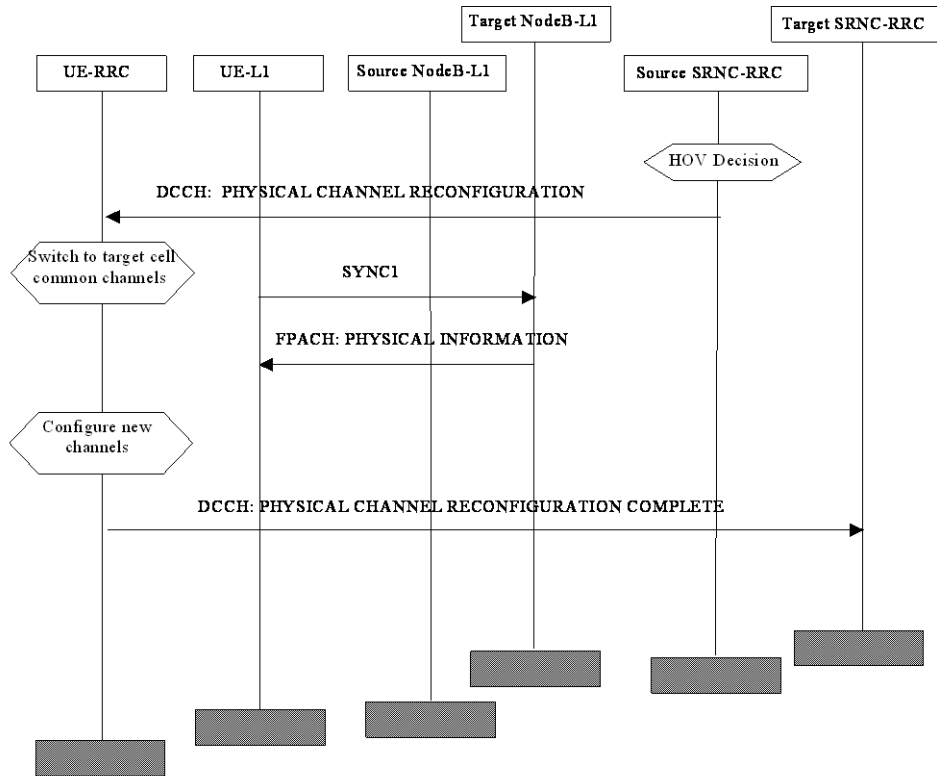 Target NodeB-L1
Target SRNC-RRC
UE-RRC
UE-L1
Source NodeB-L1
Source SRNC-RRC
HOV Decision
DCCH: PHYSICAL CHANNEL RECONFIGURATION
Switch to target cell
common channels
SYNC1
FPACH: PHYSICAL INFORMATION
Configure new
channels
DCCH: PHYSICAL CHANNEL RECONFIGURATION COMPLETE